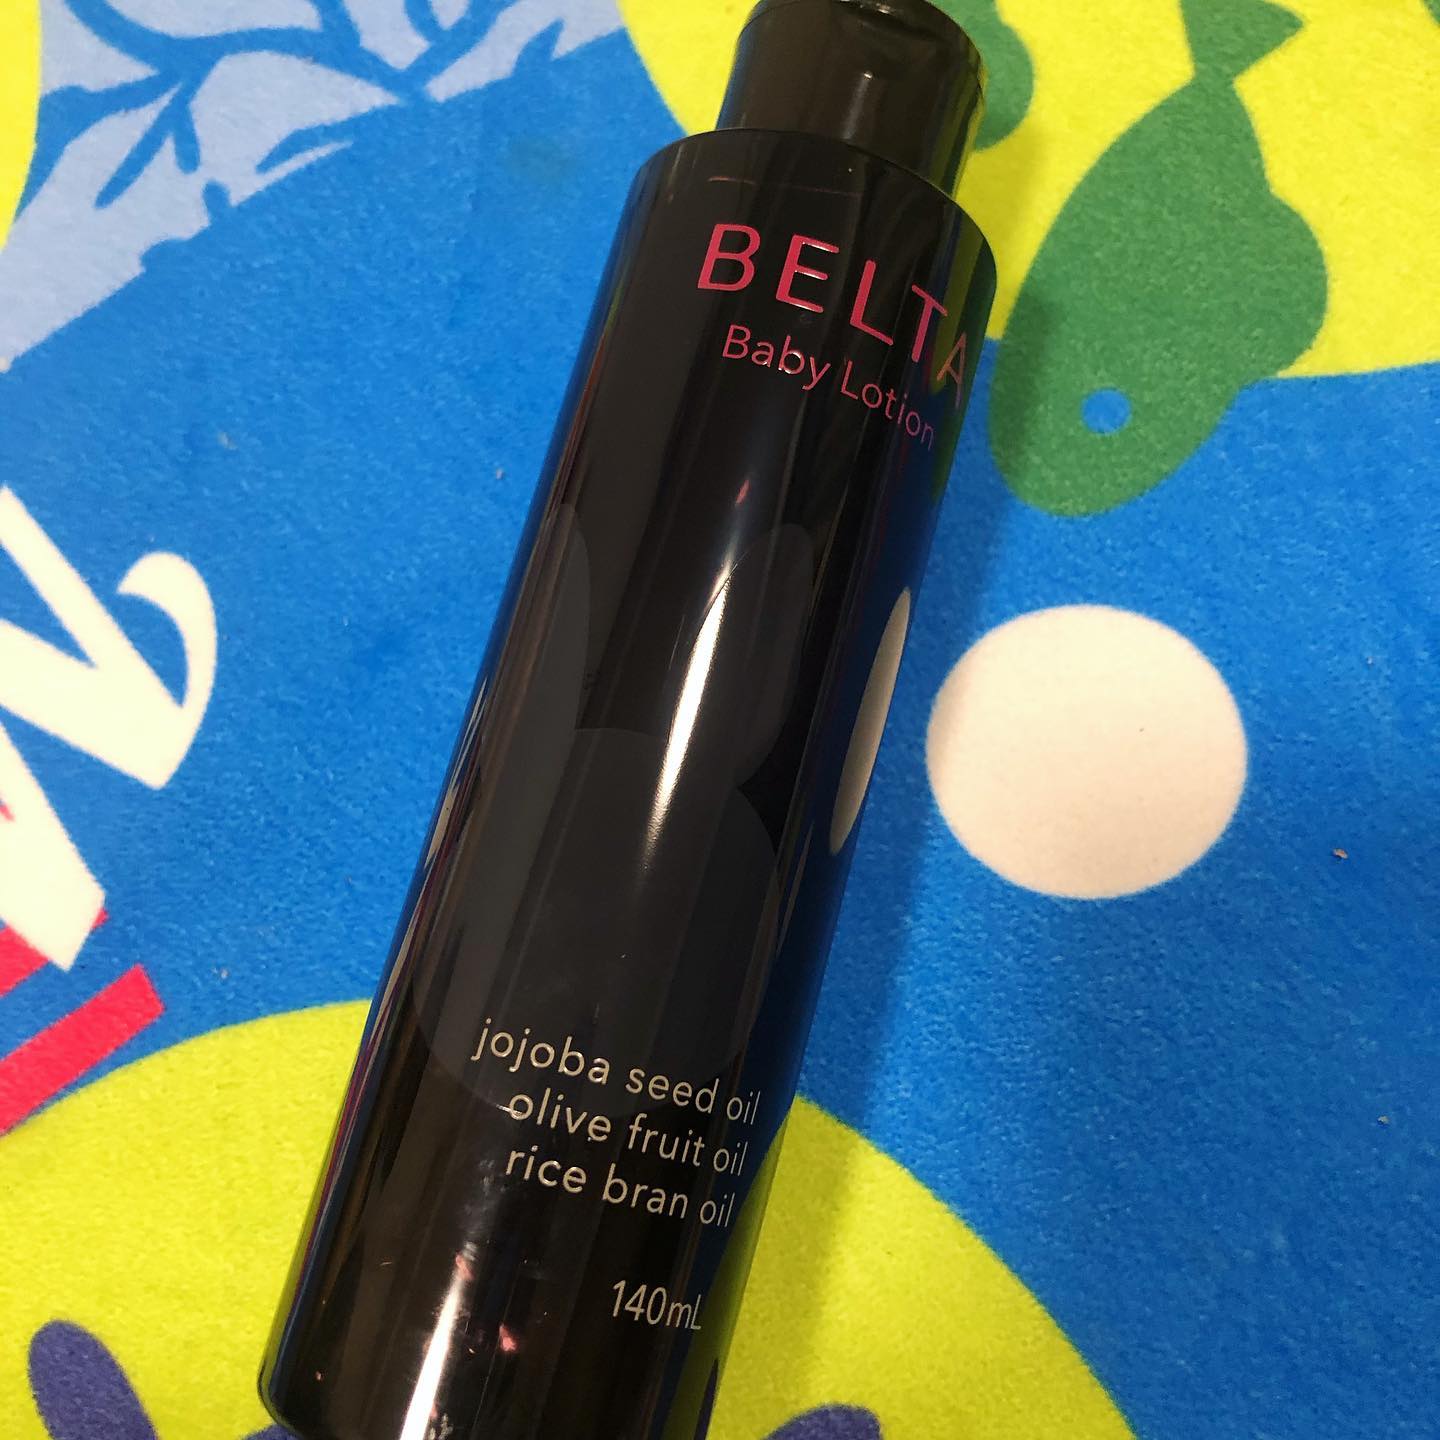 BELTA
Baby Lotion
jojoba seed oil
olive fruit oil
rice bran oil
140mL